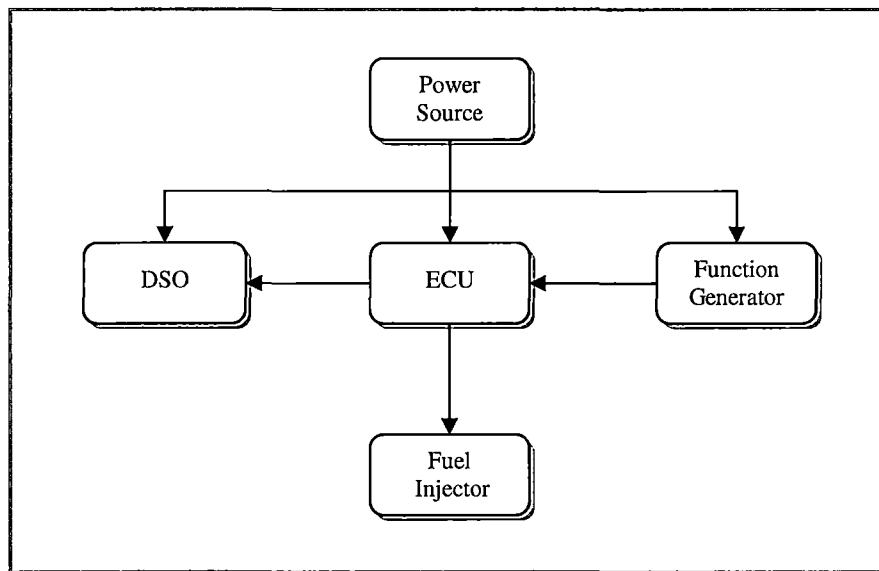 Power
Source
DSO
ECU
Function
Generator
Fuel
Injector